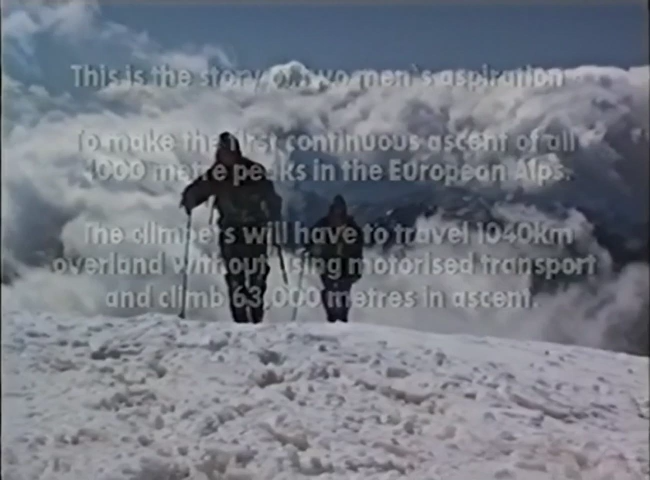 This is the story of two men's aspiration
To make the first continuous ascent of all
4000 metre peaks in the European Alps.
The climbers will have to travel 1040km
overland without using motorised transport
and climb 63,000 metres in ascent.